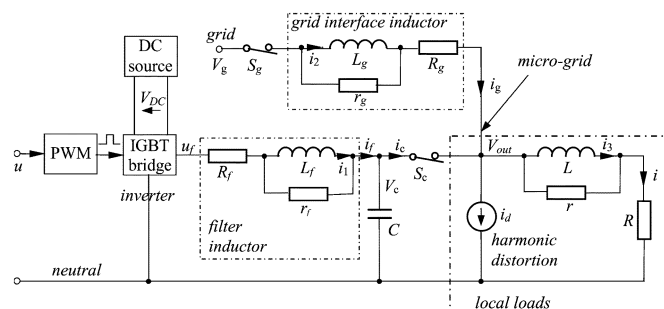 grid interface inductor
grid
DC
source
V_g
S_g
i_2
L_g
R_g
r_g
i_g
micro-grid
V_DC
PWM
IGBT
bridge
u
u_f
R_f
L_f
i_1
i_f
i_c
S_c
V_out
L
i_3
i
r_f
V_c
C
i_d
r
R
inverter
filter
inductor
harmonic
distortion
neutral
local loads